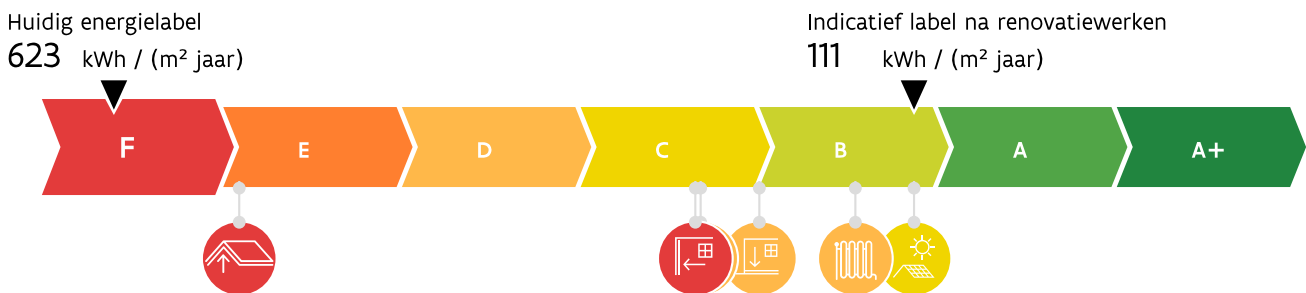 Huidig energielabel
623 kWh / (m² jaar)
Indicatief label na renovatiewerken
111 kWh / (m² jaar)
F E D C B A A+